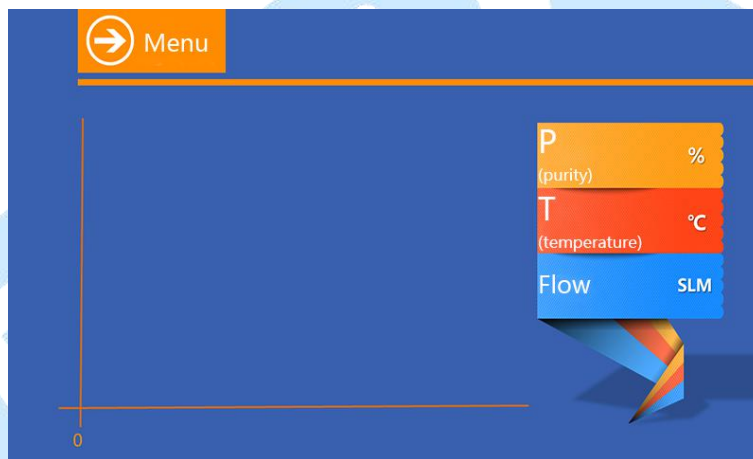 Menu
P
%
(purity)
T
℃
(temperature)
Flow
SLM
0